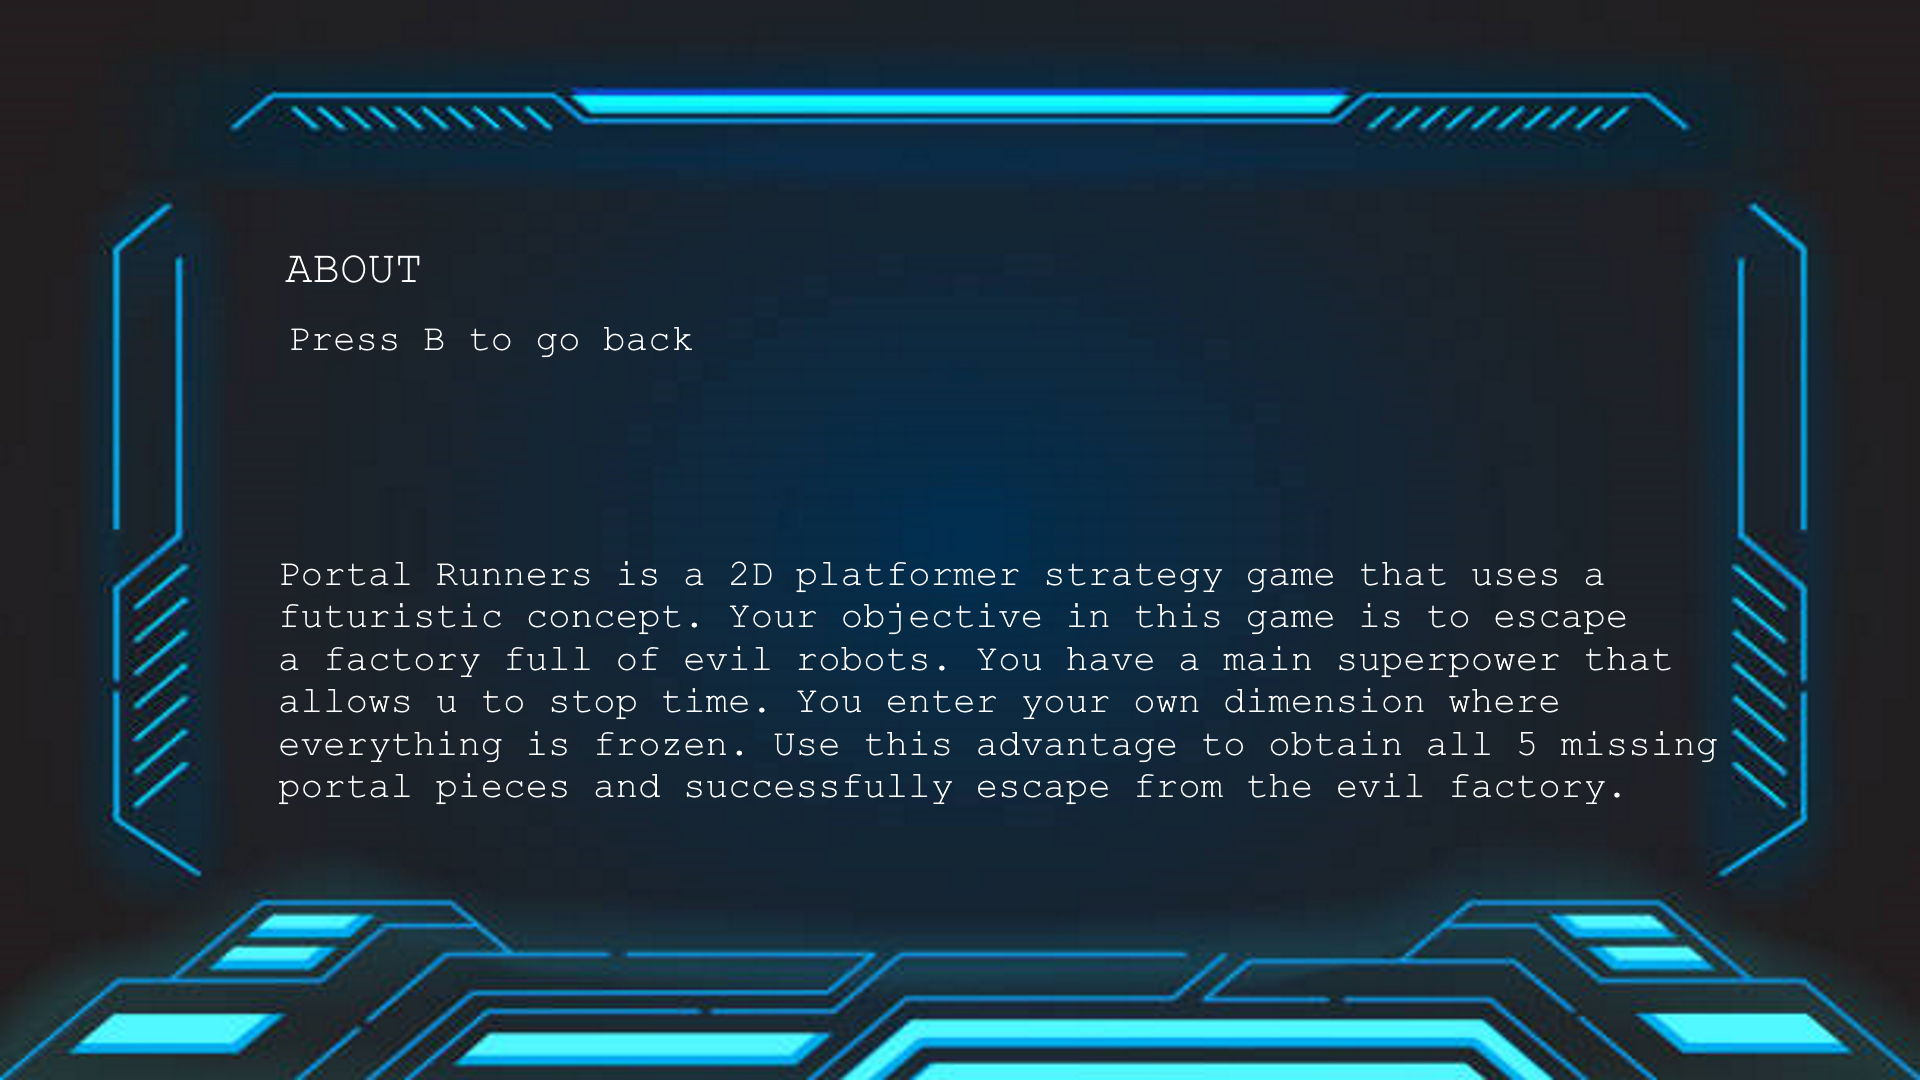 ABOUT
Press B to go back
Portal Runners is a 2D platformer strategy game that uses a
futuristic concept. Your objective in this game is to escape
a factory full of evil robots. You have a main superpower that
allows u to stop time. You enter your own dimension where
everything is frozen. Use this advantage to obtain all 5 missing
portal pieces and successfully escape from the evil factory.